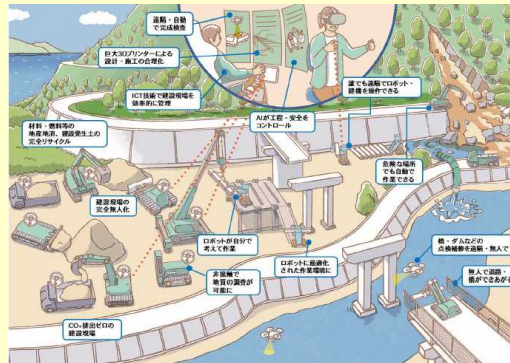 遠隔・自動
で完成検査
巨大3Dプリンターによる
設計・施工の合理化
ICT技術で建設現場を
効率的に管理
AIが工程・安全を
コントロール
誰でも遠隔でロボット・
建機を操作できる
材料・燃料等の
地産地消、建設発生土の
完全リサイクル
危険な場所
でも自動で
作業できる
建設現場の
完全無人化
ロボットが自分で
考えて作業
ロボットに最適化
された作業環境に
非接触で
地質の調査が
可能に
橋・ダムなどの
点検補修を遠隔・無人で
無人で道路・
橋ができあがる
CO₂排出ゼロの
建設現場